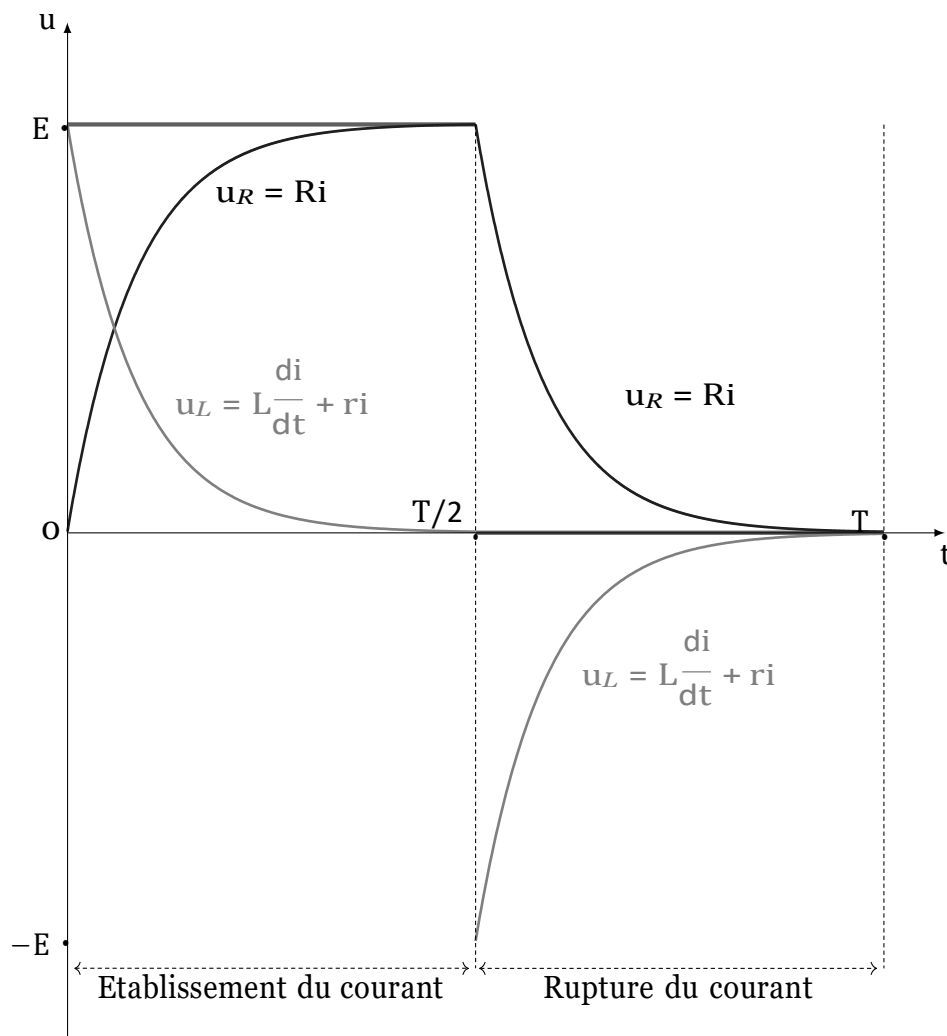 u
E
u_R = Ri
u_L = L di/dt + ri
u_R = Ri
T/2
T
O
t
u_L = L di/dt + ri
−E
Etablissement du courant
Rupture du courant